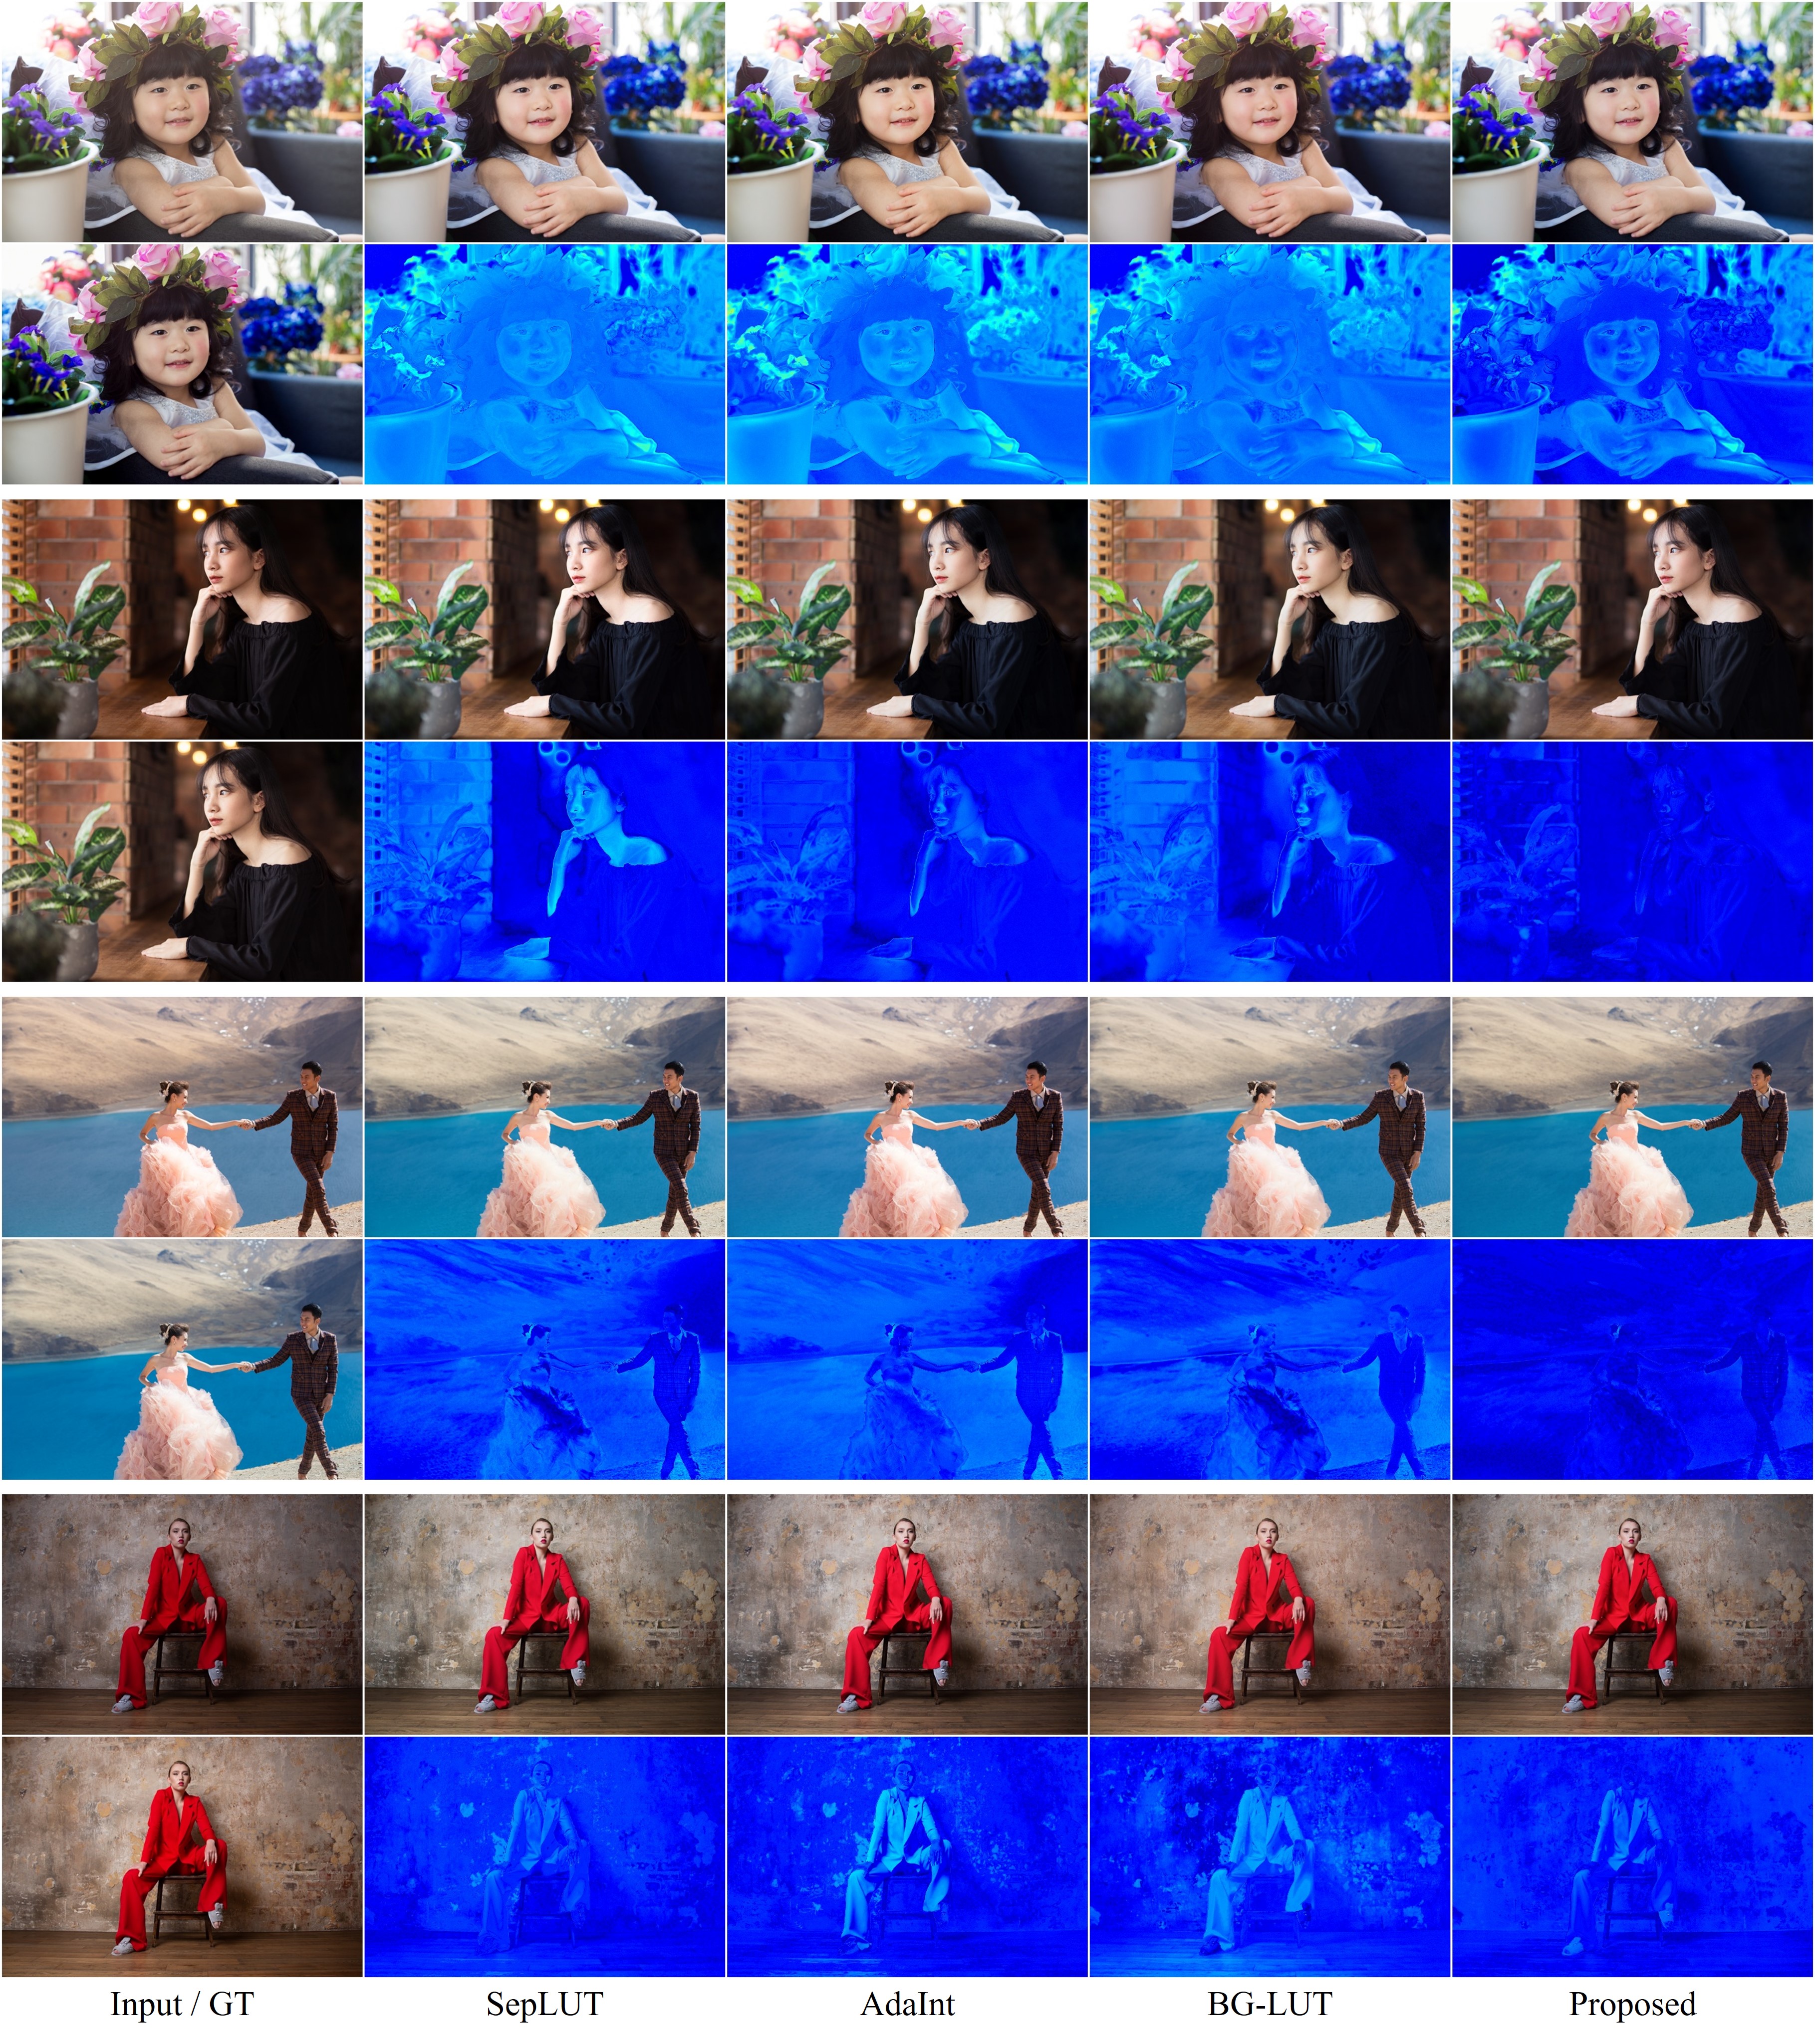 Input / GT
SepLUT
AdaInt
BG-LUT
Proposed